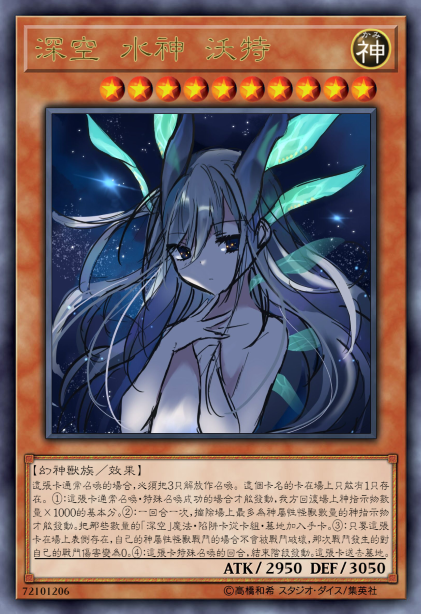 深空 水神 沃特
かみ
神
【幻神獸族／效果】
這張卡通常召喚的場合,必須把3只解放作召喚。這個卡名的卡在場上只能有1只存
在。①:這張卡通常召喚·特殊召喚成功的場合才能發動,我方回復場上神指示物數
量×1000的基本分。②:一回合一次,擋除場上最多為神屬性怪獸數量的神指示物
才能發動。把那些數量的「深空」魔法·陷阱卡從卡組·墓地加入手卡。③:只要這張
卡在場上表側存在,自己的神屬性怪獸戰鬥的場合不會被戰鬥破壞,那次戰鬥發生的對
自己的戰鬥傷害變為0。④:這張卡特殊召喚的回合,結束階段發動。這張卡送去墓地。
ATK / 2950 DEF / 3050
72101206
©高橋和希 スタジオ・ダイス/集英社